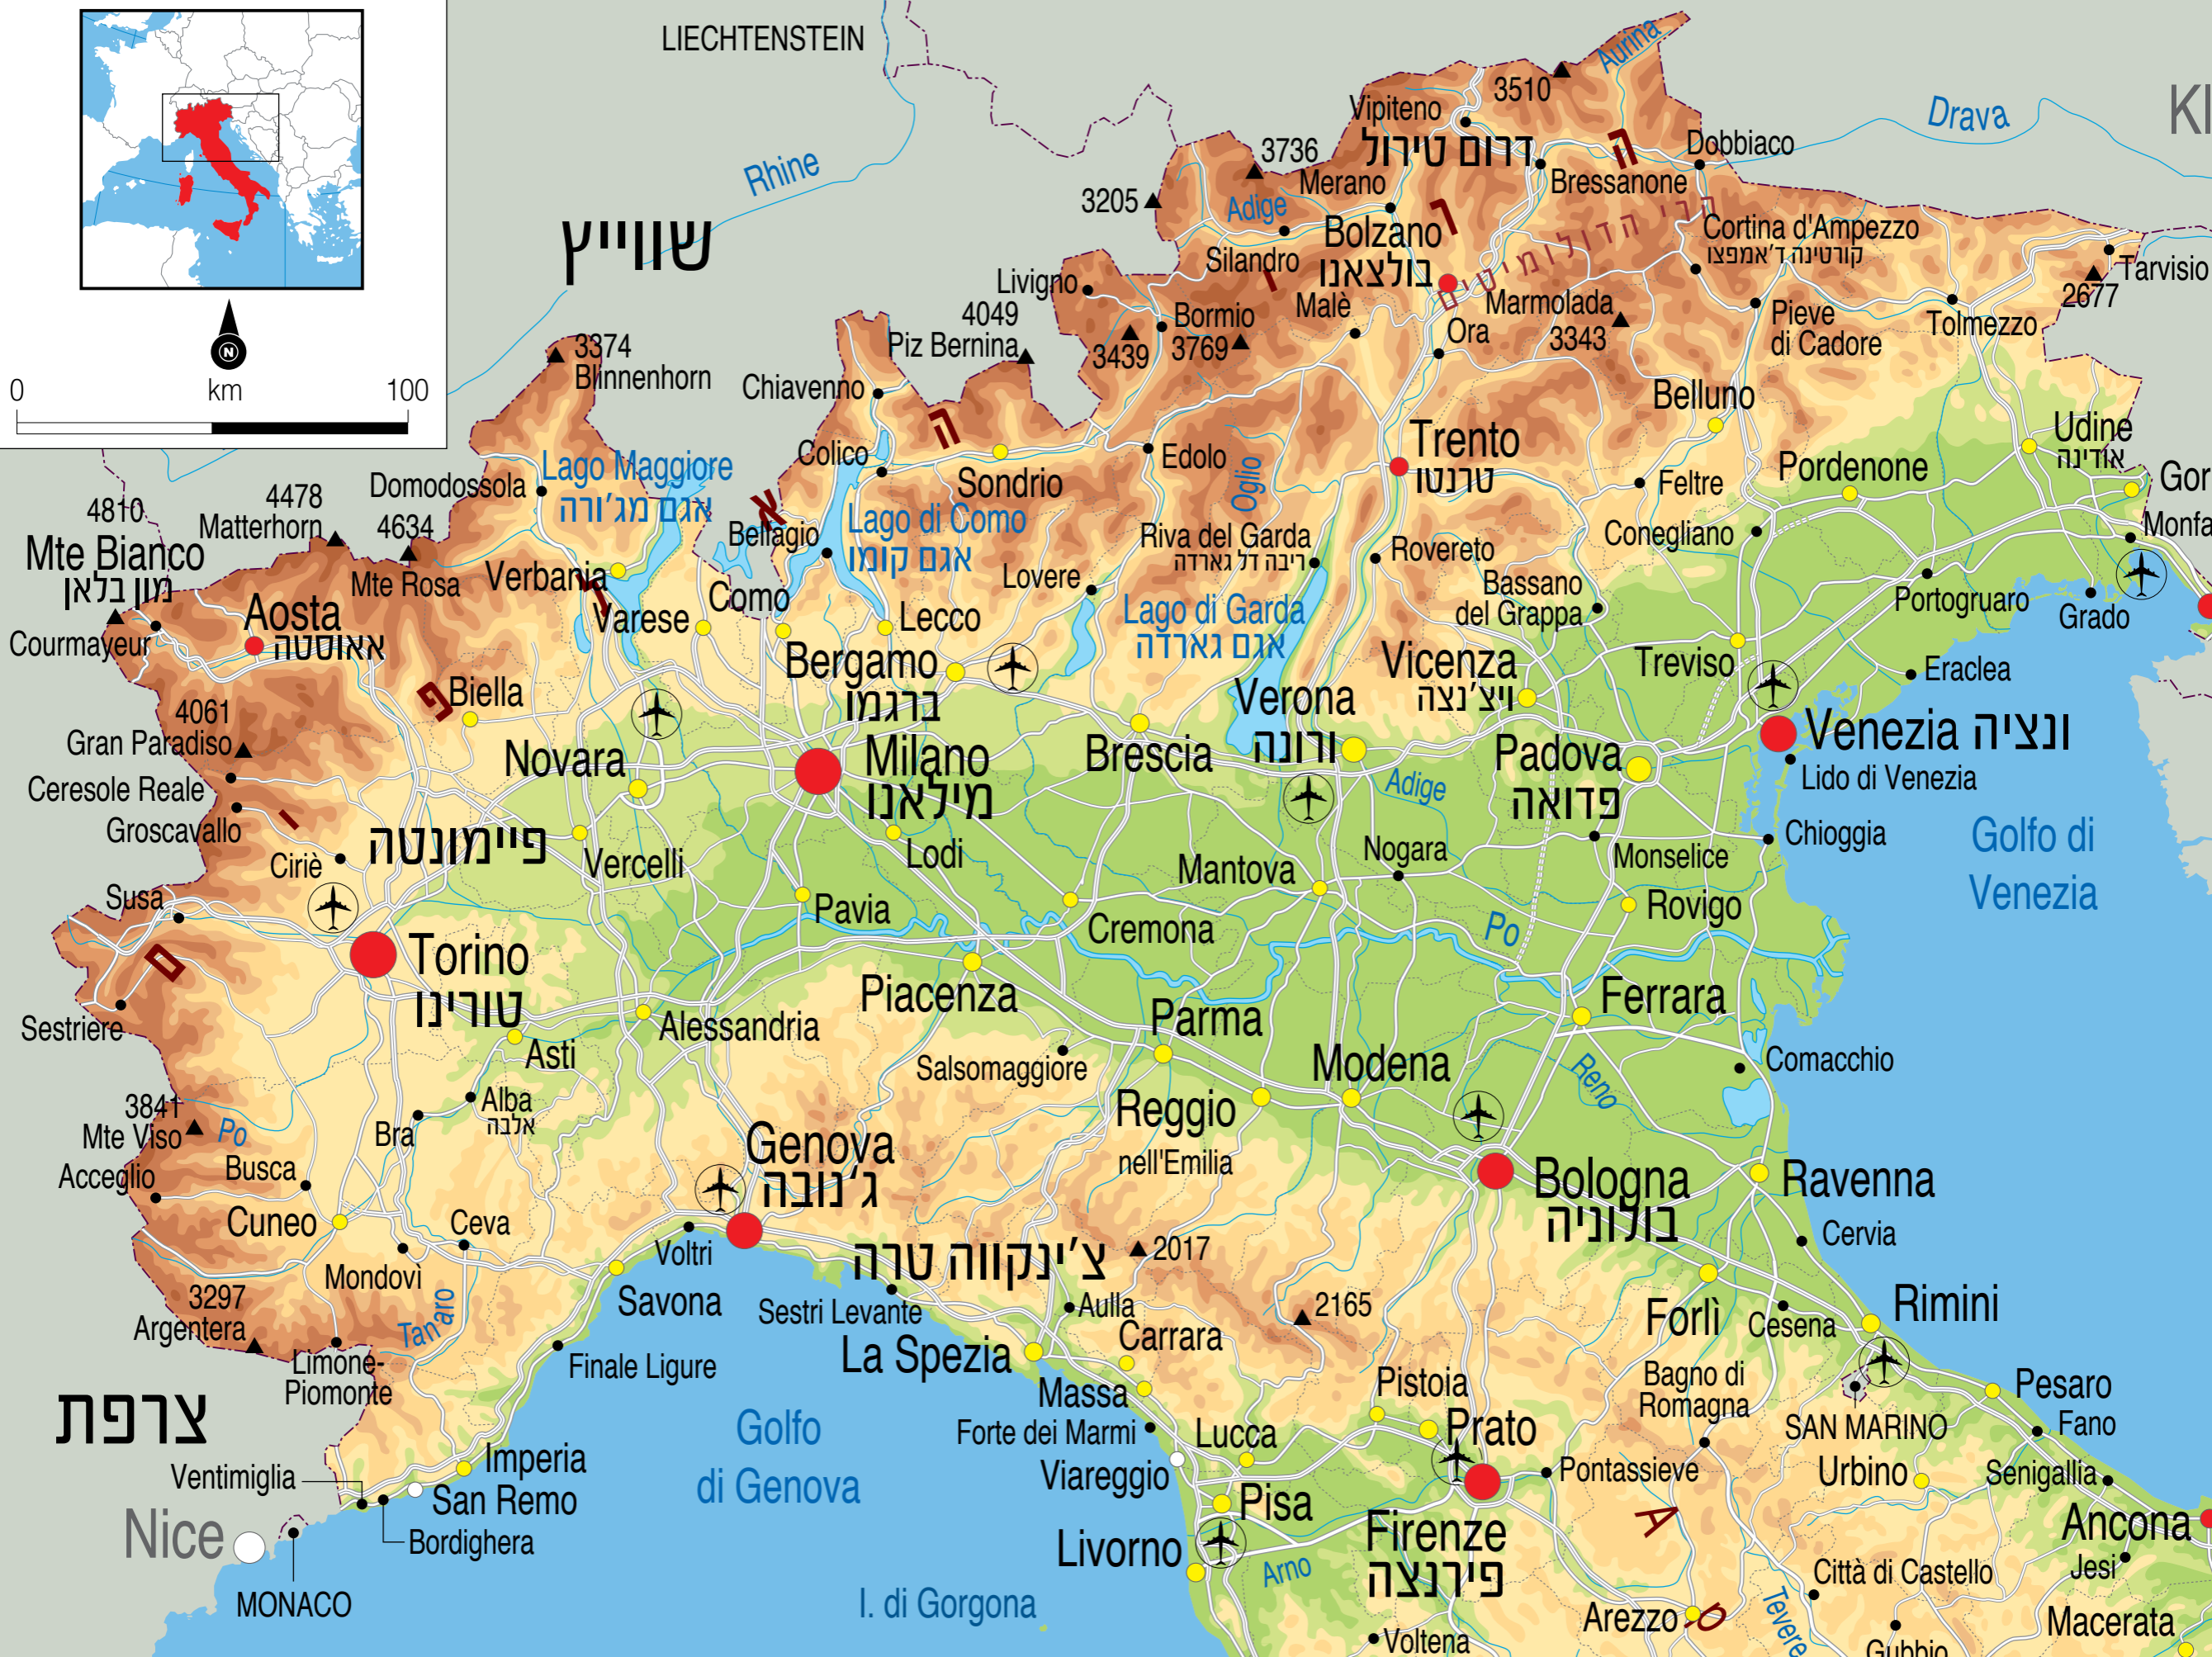 LIECHTENSTEIN
Rhine
שווייץ
0 km 100
N
Drava
Kl
Aurina
3510
Vipiteno
דרום טירול
Dobbiaco
3736
Merano
Bressanone
3205
Adige
Bolzano
בולצאנו
הרי הדולומיטים
Cortina d'Ampezzo
קורטינה ד'אמפצו
Silandro
Livigno
Tarvisio
2677
4049
Piz Bernina
Bormio
3439
3769
Malè
Marmolada
3343
Ora
Pieve
di Cadore
Tolmezzo
3374
Blinnenhorn
Chiavenno
Belluno
Colico
Sondrio
Edolo
Oglio
Trento
טרנטו
Feltre
Pordenone
Udine
אודינה
Gor
Monfa
Domodossola
Lago Maggiore
אגם מג'ורה
4478
Matterhorn
4634
Mte Rosa
4810
Mte Bianco
מון בלאן
Courmayeur
Aosta
אאוסטה
Verbania
Varese
Como
Bellagio
Lago di Como
אגם קומו
Lecco
Lovere
Riva del Garda
ריבה דל גארדה
Rovereto
Lago di Garda
אגם גארדה
Bassano
del Grappa
Conegliano
Portogruaro
Grado
Treviso
Eraclea
Vicenza
ויצ'נצה
Bergamo
ברגמו
Biella
4061
Gran Paradiso
Ceresole Reale
Groscavallo
Ciriè
Novara
פיימונטה
Vercelli
Milano
מילאנו
Lodi
Brescia
Verona
ורונה
Adige
Padova
פדואה
Venezia ונציה
Lido di Venezia
Chioggia
Golfo di
Venezia
Monselice
Nogara
Mantova
Rovigo
Po
Cremona
Pavia
Susa
Torino
טורינו
Sestriere
Asti
Alessandria
Piacenza
Salsomaggiore
Parma
Modena
Reggio
nell'Emilia
Ferrara
Reno
Comacchio
Alba
אלבה
Bra
3841
Mte Viso
Po
Acceglio
Busca
Cuneo
Mondovì
Ceva
Tanaro
3297
Argentera
Limone-
Piomonte
Genova
ג'נובה
Voltri
Savona
Finale Ligure
צ'ינקווה טרה
Sestri Levante
La Spezia
2017
Aulla
Carrara
Massa
Forte dei Marmi
Viareggio
2165
Bologna
בולוניה
Ravenna
Cervia
Forlì
Cesena
Rimini
Bagno di
Romagna
SAN MARINO
Pesaro
Fano
Urbino
Senigallia
Ancona
Jesi
Macerata
Città di Castello
Gubbio
Tevere
Pistoia
Prato
Lucca
Pisa
Livorno
Firenze
פירנצה
Arno
Pontassieve
Arezzo
Voltena
צרפת
Nice
MONACO
Ventimiglia
Bordighera
San Remo
Imperia
Golfo
di Genova
I. di Gorgona